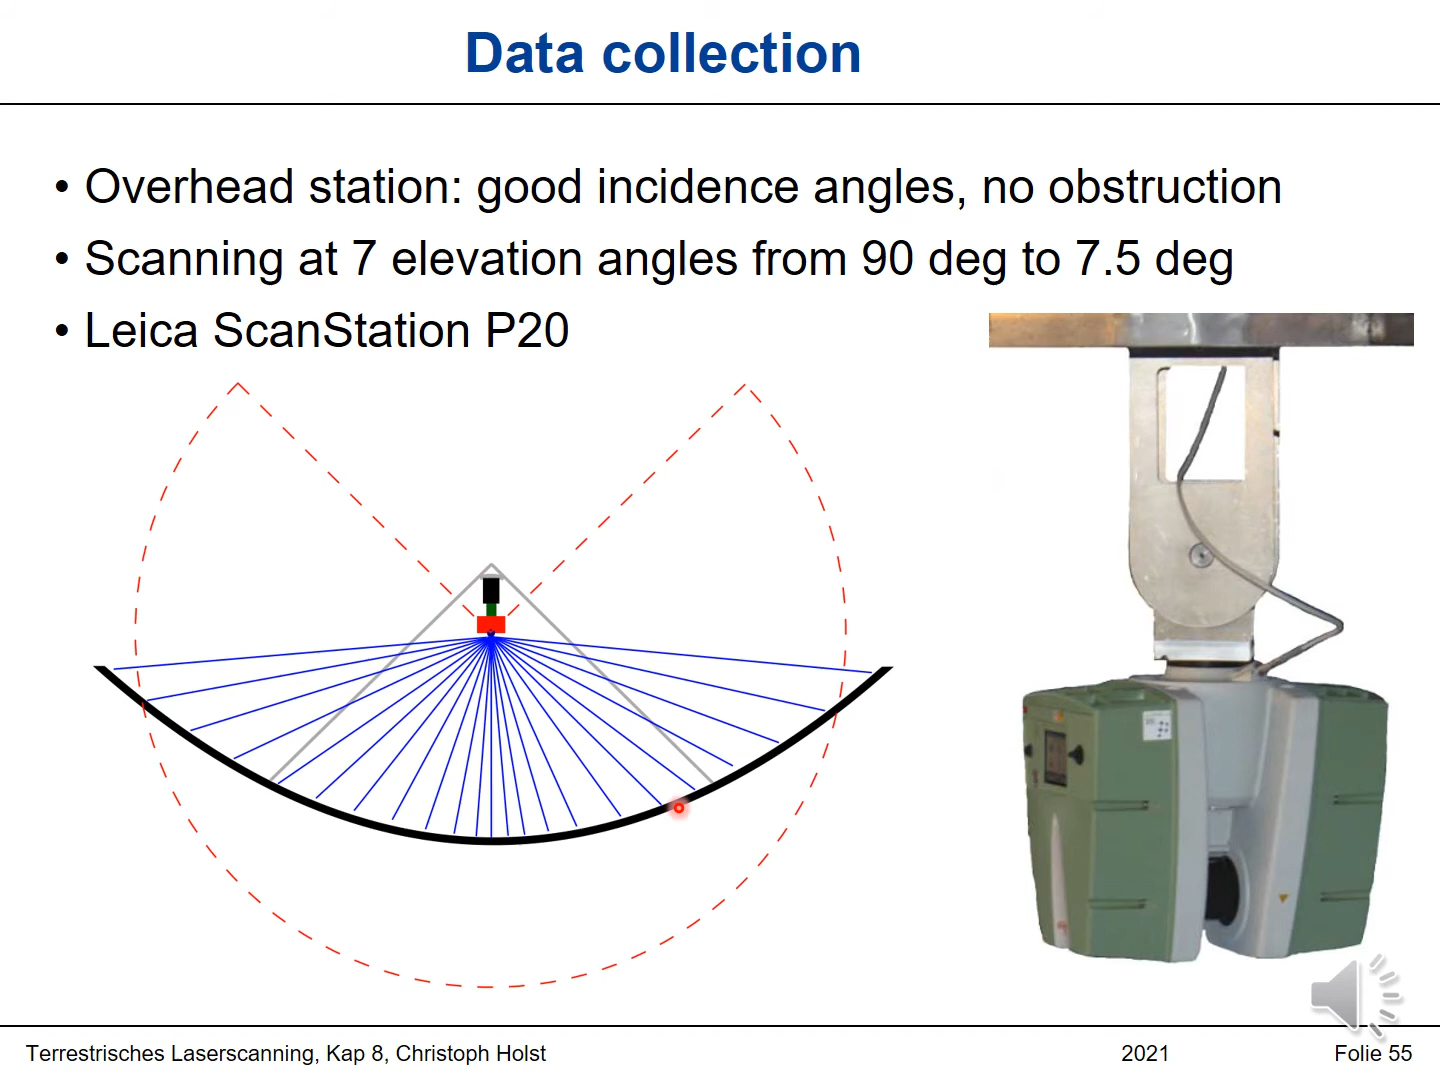 Data collection
• Overhead station: good incidence angles, no obstruction
• Scanning at 7 elevation angles from 90 deg to 7.5 deg
• Leica ScanStation P20
Terrestrisches Laserscanning, Kap 8, Christoph Holst
2021
Folie 55